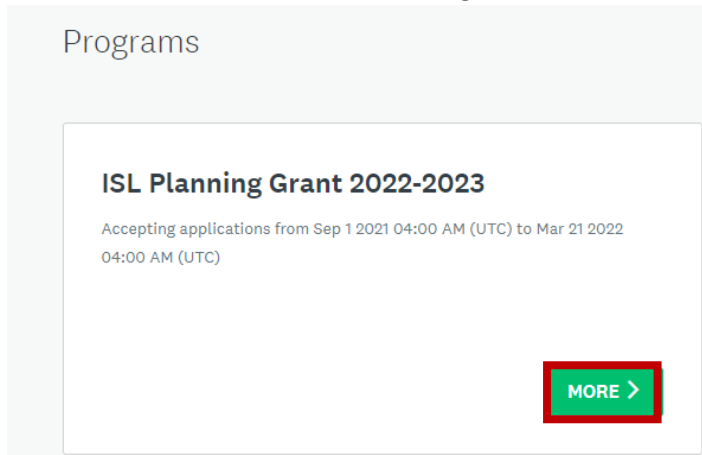 Programs
ISL Planning Grant 2022-2023
Accepting applications from Sep 1 2021 04:00 AM (UTC) to Mar 21 2022
04:00 AM (UTC)
MORE